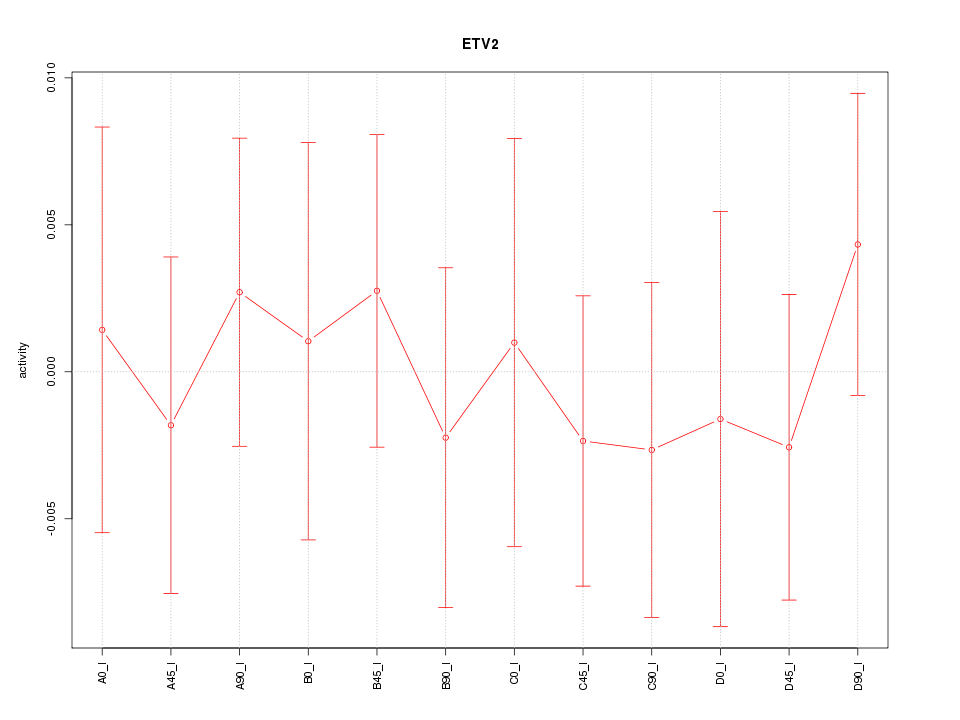 ETV2
activity
0.010
0.005
0.000
-0.005
A0_I
A45_I
A90_I
B0_I
B45_I
B90_I
C0_I
C45_I
C90_I
D0_I
D45_I
D90_I